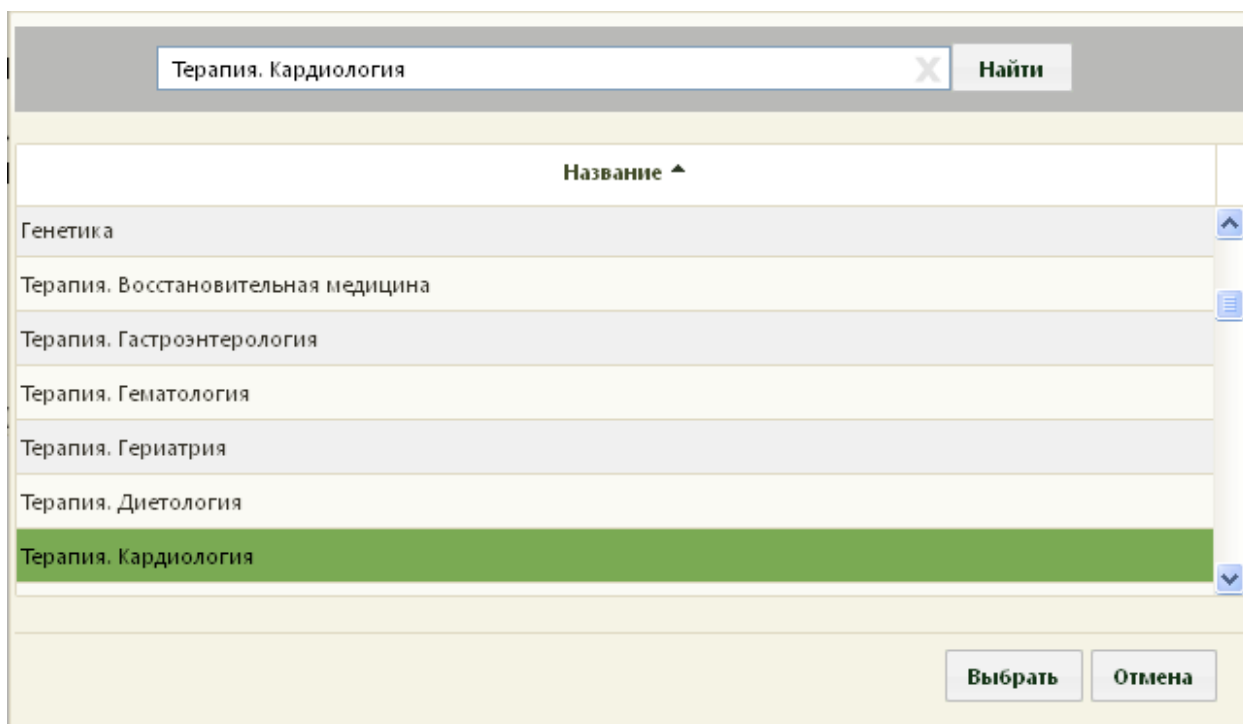 Терапия. Кардиология
Найти
Название
Генетика
Терапия. Восстановительная медицина
Терапия. Гастроэнтерология
Терапия. Гематология
Терапия. Гериатрия
Терапия. Диетология
Терапия. Кардиология
Выбрать
Отмена